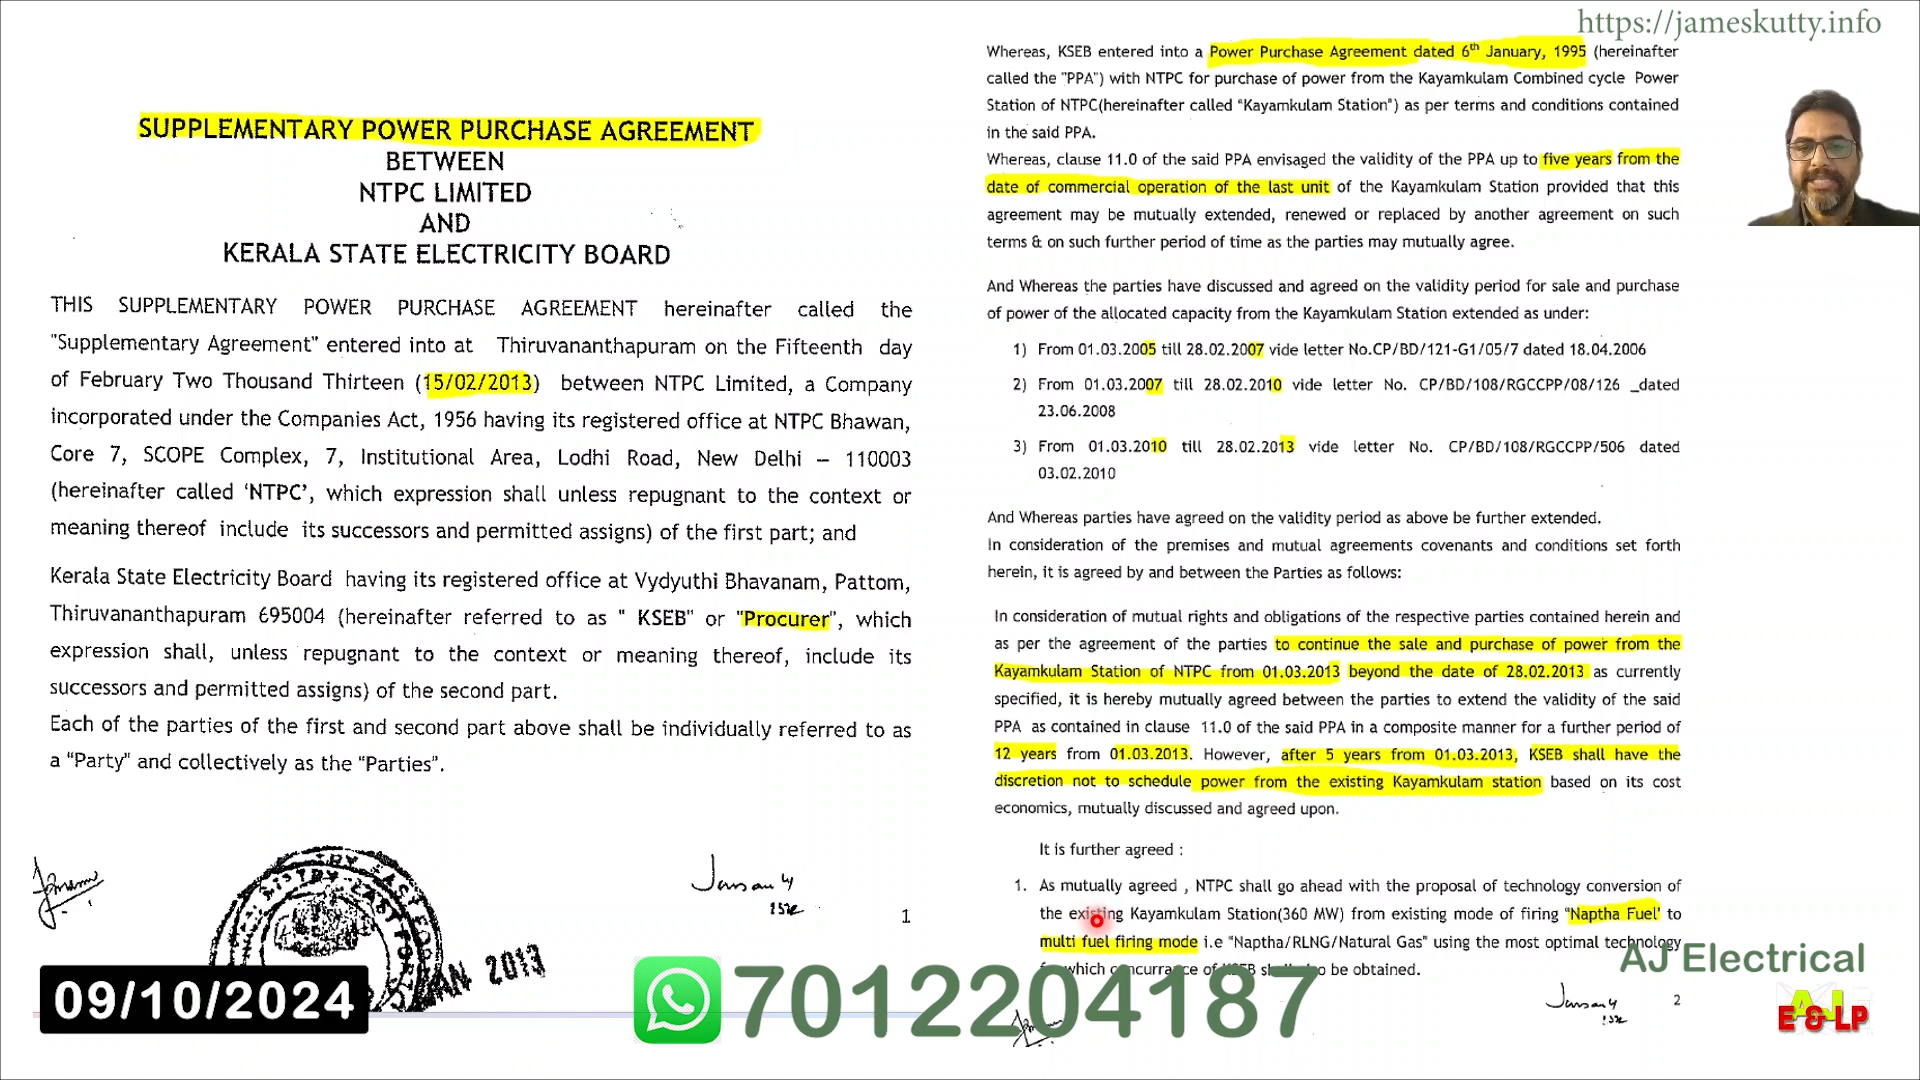 https://jameskutty.info
SUPPLEMENTARY POWER PURCHASE AGREEMENT
BETWEEN
NTPC LIMITED
AND
KERALA STATE ELECTRICITY BOARD
THIS SUPPLEMENTARY POWER PURCHASE AGREEMENT hereinafter called the
"Supplementary Agreement" entered into at Thiruvananthapuram on the Fifteenth day
of February Two Thousand Thirteen (15/02/2013) between NTPC Limited, a Company
incorporated under the Companies Act, 1956 having its registered office at NTPC Bhawan,
Core 7, SCOPE Complex, 7, Institutional Area, Lodhi Road, New Delhi – 110003
(hereinafter called ‘NTPC’, which expression shall unless repugnant to the context or
meaning thereof include its successors and permitted assigns) of the first part; and
Kerala State Electricity Board having its registered office at Vydyuthi Bhavanam, Pattom,
Thiruvananthapuram 695004 (hereinafter referred to as " KSEB" or "Procurer", which
expression shall, unless repugnant to the context or meaning thereof, include its
successors and permitted assigns) of the second part.
Each of the parties of the first and second part above shall be individually referred to as
a “Party” and collectively as the “Parties”.
1
2013
09/10/2024
7012204187
Whereas, KSEB entered into a Power Purchase Agreement dated 6th January, 1995 (hereinafter
called the "PPA") with NTPC for purchase of power from the Kayamkulam Combined cycle Power
Station of NTPC(hereinafter called "Kayamkulam Station") as per terms and conditions contained
in the said PPA.
Whereas, clause 11.0 of the said PPA envisaged the validity of the PPA up to five years from the
date of commercial operation of the last unit of the Kayamkulam Station provided that this
agreement may be mutually extended, renewed or replaced by another agreement on such
terms & on such further period of time as the parties may mutually agree.
And Whereas the parties have discussed and agreed on the validity period for sale and purchase
of power of the allocated capacity from the Kayamkulam Station extended as under:
1) From 01.03.2005 till 28.02.2007 vide letter No.CP/BD/121-G1/05/7 dated 18.04.2006
2) From 01.03.2007 till 28.02.2010 vide letter No. CP/BD/108/RGCCPP/08/126 _dated
23.06.2008
3) From 01.03.2010 till 28.02.2013 vide letter No. CP/BD/108/RGCCPP/506 dated
03.02.2010
And Whereas parties have agreed on the validity period as above be further extended.
In consideration of the premises and mutual agreements covenants and conditions set forth
herein, it is agreed by and between the Parties as follows:
In consideration of mutual rights and obligations of the respective parties contained herein and
as per the agreement of the parties to continue the sale and purchase of power from the
Kayamkulam Station of NTPC from 01.03.2013 beyond the date of 28.02.2013 as currently
specified, it is hereby mutually agreed between the parties to extend the validity of the said
PPA as contained in clause 11.0 of the said PPA in a composite manner for a further period of
12 years from 01.03.2013. However, after 5 years from 01.03.2013, KSEB shall have the
discretion not to schedule power from the existing Kayamkulam station based on its cost
economics, mutually discussed and agreed upon.
It is further agreed :
1. As mutually agreed , NTPC shall go ahead with the proposal of technology conversion of
the existing Kayamkulam Station(360 MW) from existing mode of firing "Naptha Fuel' to
multi fuel firing mode i.e "Naptha/RLNG/Natural Gas" using the most optimal technology
which of KSEB be obtained.
2
AJ Electrical
AJ
E & LP